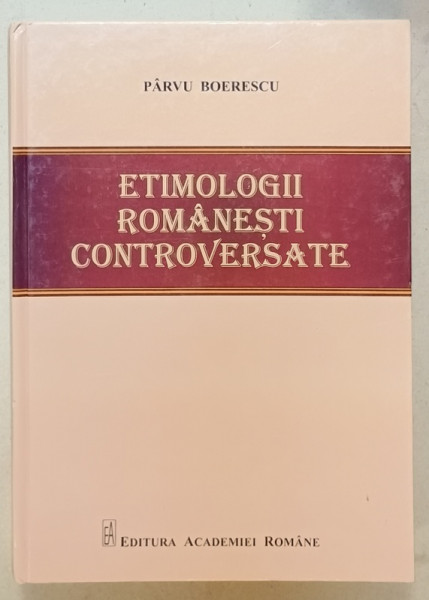 PÂRVU BOERESCU
ETIMOLOGII
ROMÂNEȘTI
CONTROVERSATE
EA EDITURA ACADEMIEI ROMÂNE